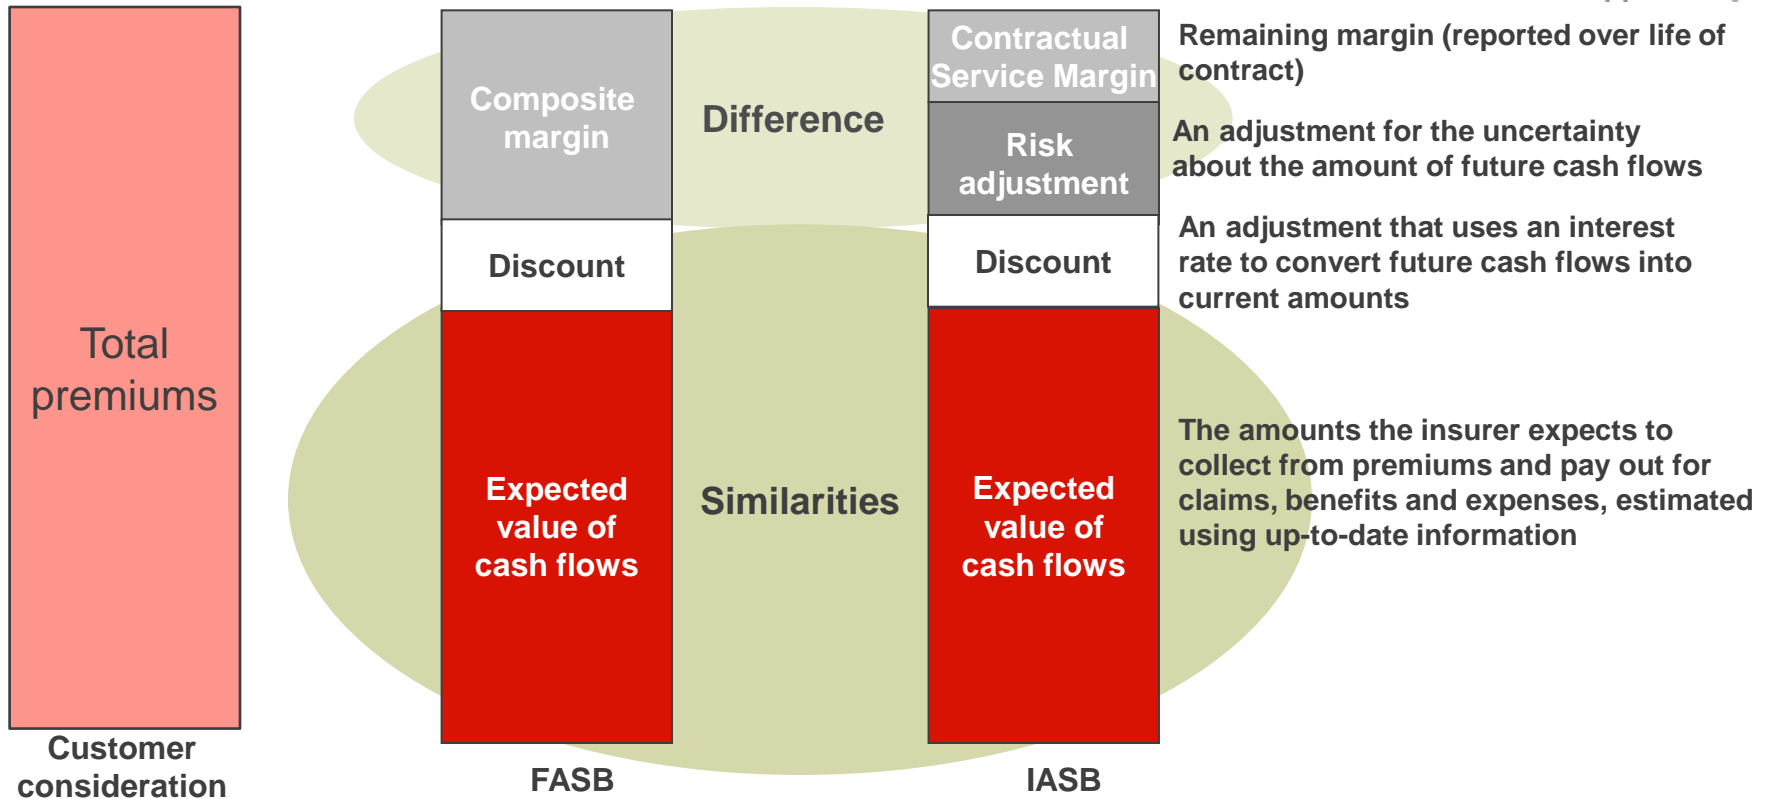 Total
premiums
Customer
consideration
Composite
margin
Discount
Expected
value of
cash flows
FASB
Difference
Similarities
Contractual
Service Margin
Risk
adjustment
Discount
Expected
value of
cash flows
IASB
Remaining margin (reported over life of
contract)
An adjustment for the uncertainty
about the amount of future cash flows
An adjustment that uses an interest
rate to convert future cash flows into
current amounts
The amounts the insurer expects to
collect from premiums and pay out for
claims, benefits and expenses, estimated
using up-to-date information